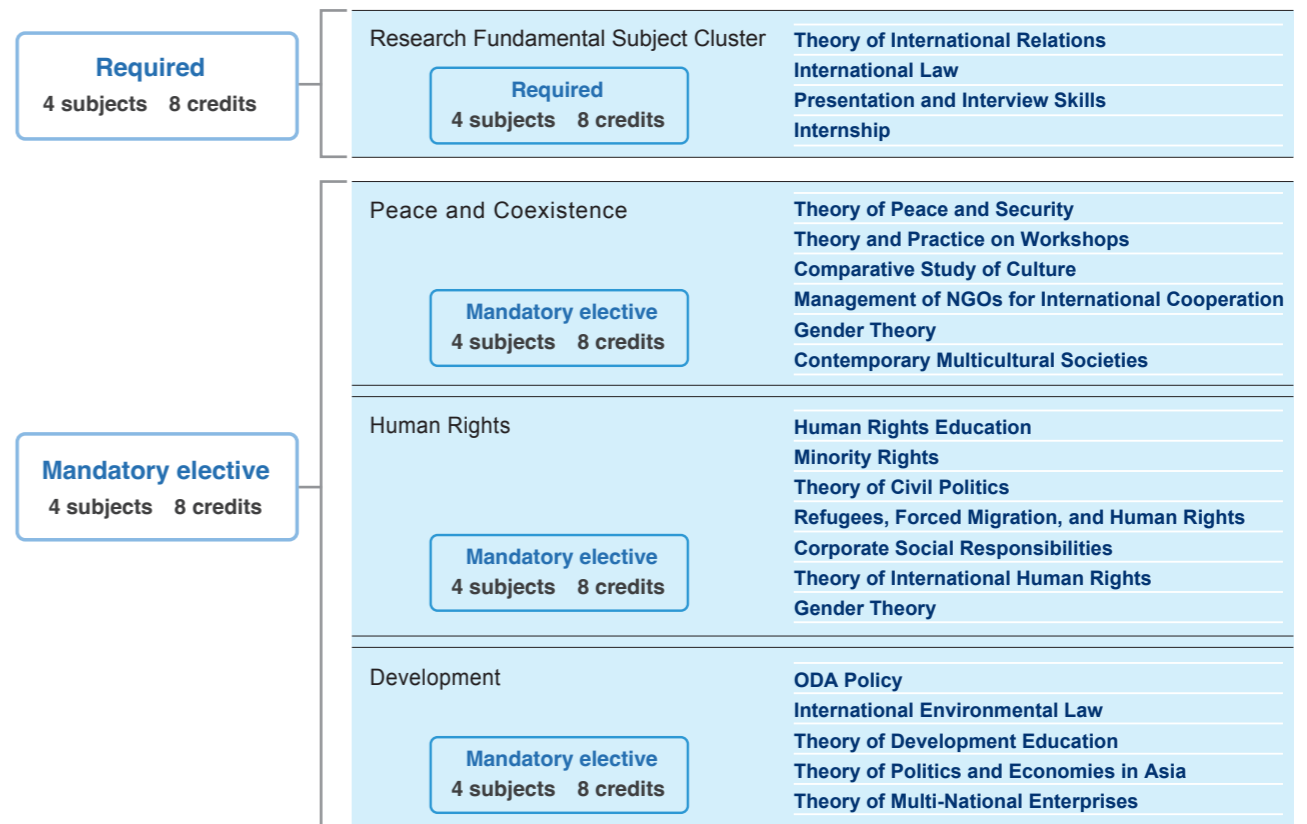 Required
4 subjects 8 credits
Research Fundamental Subject Cluster
Required
4 subjects 8 credits
Theory of International Relations
International Law
Presentation and Interview Skills
Internship
Mandatory elective
4 subjects 8 credits
Peace and Coexistence
Mandatory elective
4 subjects 8 credits
Theory of Peace and Security
Theory and Practice on Workshops
Comparative Study of Culture
Management of NGOs for International Cooperation
Gender Theory
Contemporary Multicultural Societies
Human Rights
Mandatory elective
4 subjects 8 credits
Human Rights Education
Minority Rights
Theory of Civil Politics
Refugees, Forced Migration, and Human Rights
Corporate Social Responsibilities
Theory of International Human Rights
Gender Theory
Development
Mandatory elective
4 subjects 8 credits
ODA Policy
International Environmental Law
Theory of Development Education
Theory of Politics and Economies in Asia
Theory of Multi-National Enterprises